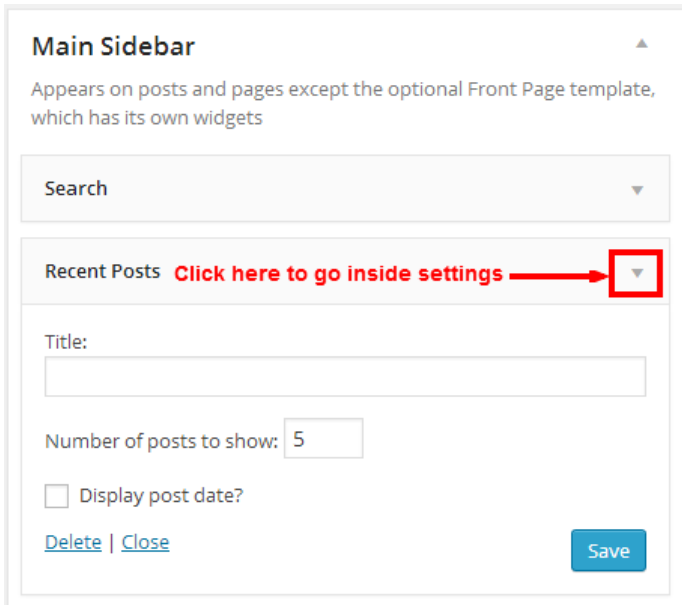 Main Sidebar
Appears on posts and pages except the optional Front Page template,
which has its own widgets
Search
Recent Posts Click here to go inside settings
Title:
Number of posts to show: 5
Display post date?
Delete | Close
Save